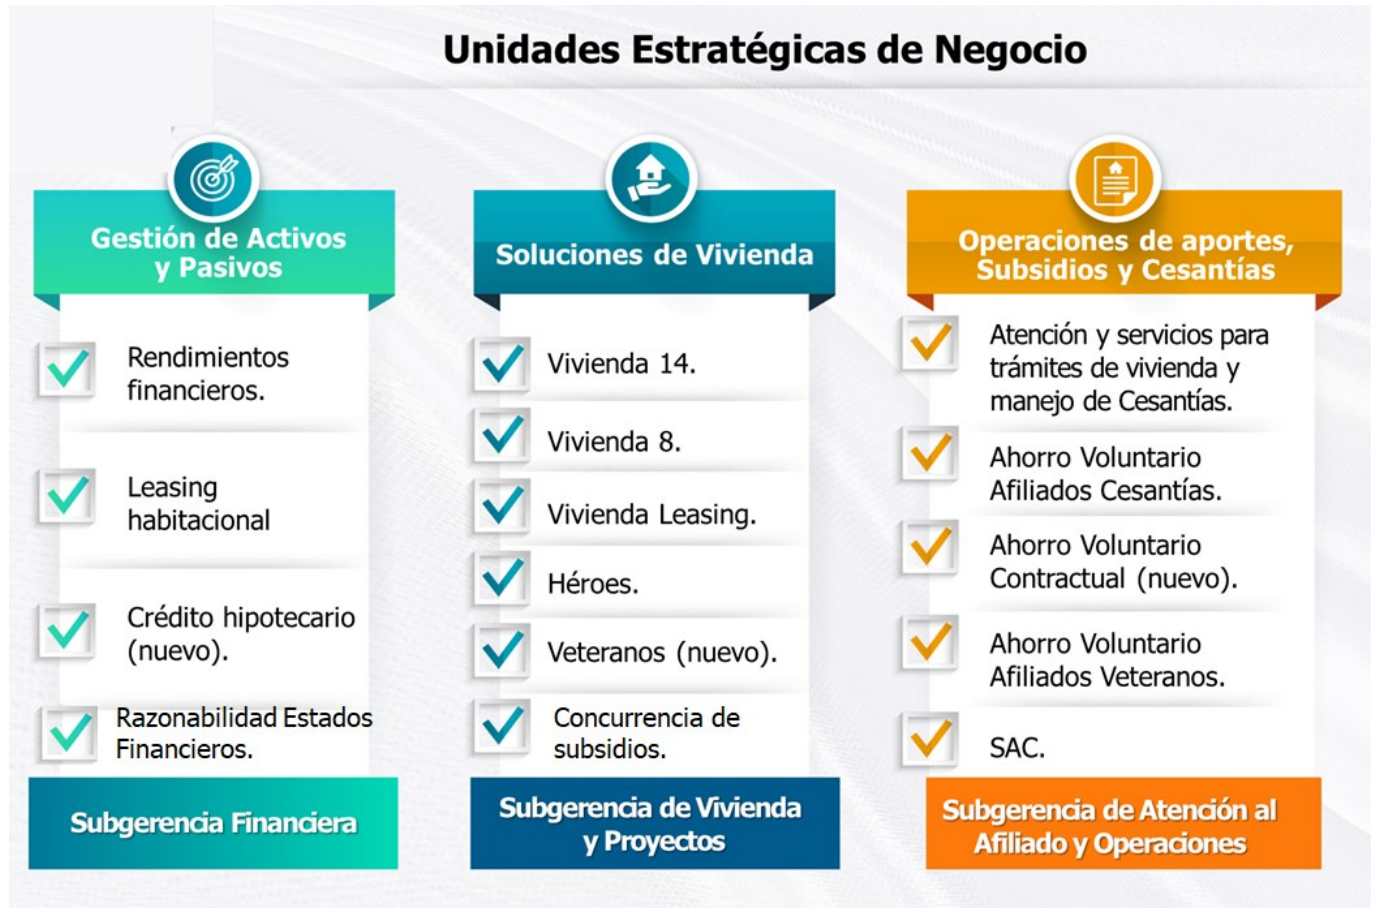 Unidades Estratégicas de Negocio
Gestión de Activos
y Pasivos
Rendimientos
financieros.
Leasing
habitacional
Crédito hipotecario
(nuevo).
Razonabilidad Estados
Financieros.
Subgerencia Financiera
Soluciones de Vivienda
Vivienda 14.
Vivienda 8.
Vivienda Leasing.
Héroes.
Veteranos (nuevo).
Concurrencia de
subsidios.
Subgerencia de Vivienda
y Proyectos
Operaciones de aportes,
Subsidios y Cesantías
Atención y servicios para
trámites de vivienda y
manejo de Cesantías.
Ahorro Voluntario
Afiliados Cesantías.
Ahorro Voluntario
Contractual (nuevo).
Ahorro Voluntario
Afiliados Veteranos.
SAC.
Subgerencia de Atención al
Afiliado y Operaciones